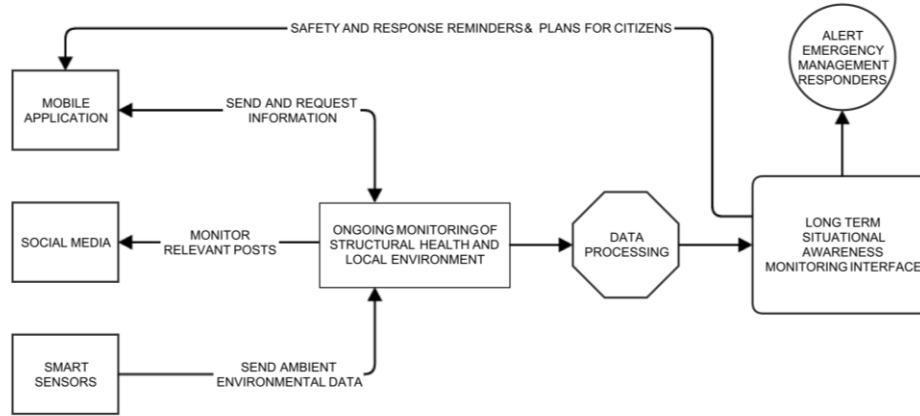 SAFETY AND RESPONSE REMINDERS & PLANS FOR CITIZENS
ALERT
EMERGENCY
MANAGEMENT
RESPONDERS
MOBILE
APPLICATION
SEND AND REQUEST
INFORMATION
SOCIAL MEDIA
MONITOR
RELEVANT POSTS
ONGOING MONITORING OF
STRUCTURAL HEALTH AND
LOCAL ENVIRONMENT
DATA
PROCESSING
LONG TERM
SITUATIONAL
AWARENESS
MONITORING INTERFACE
SMART
SENSORS
SEND AMBIENT
ENVIRONMENTAL DATA